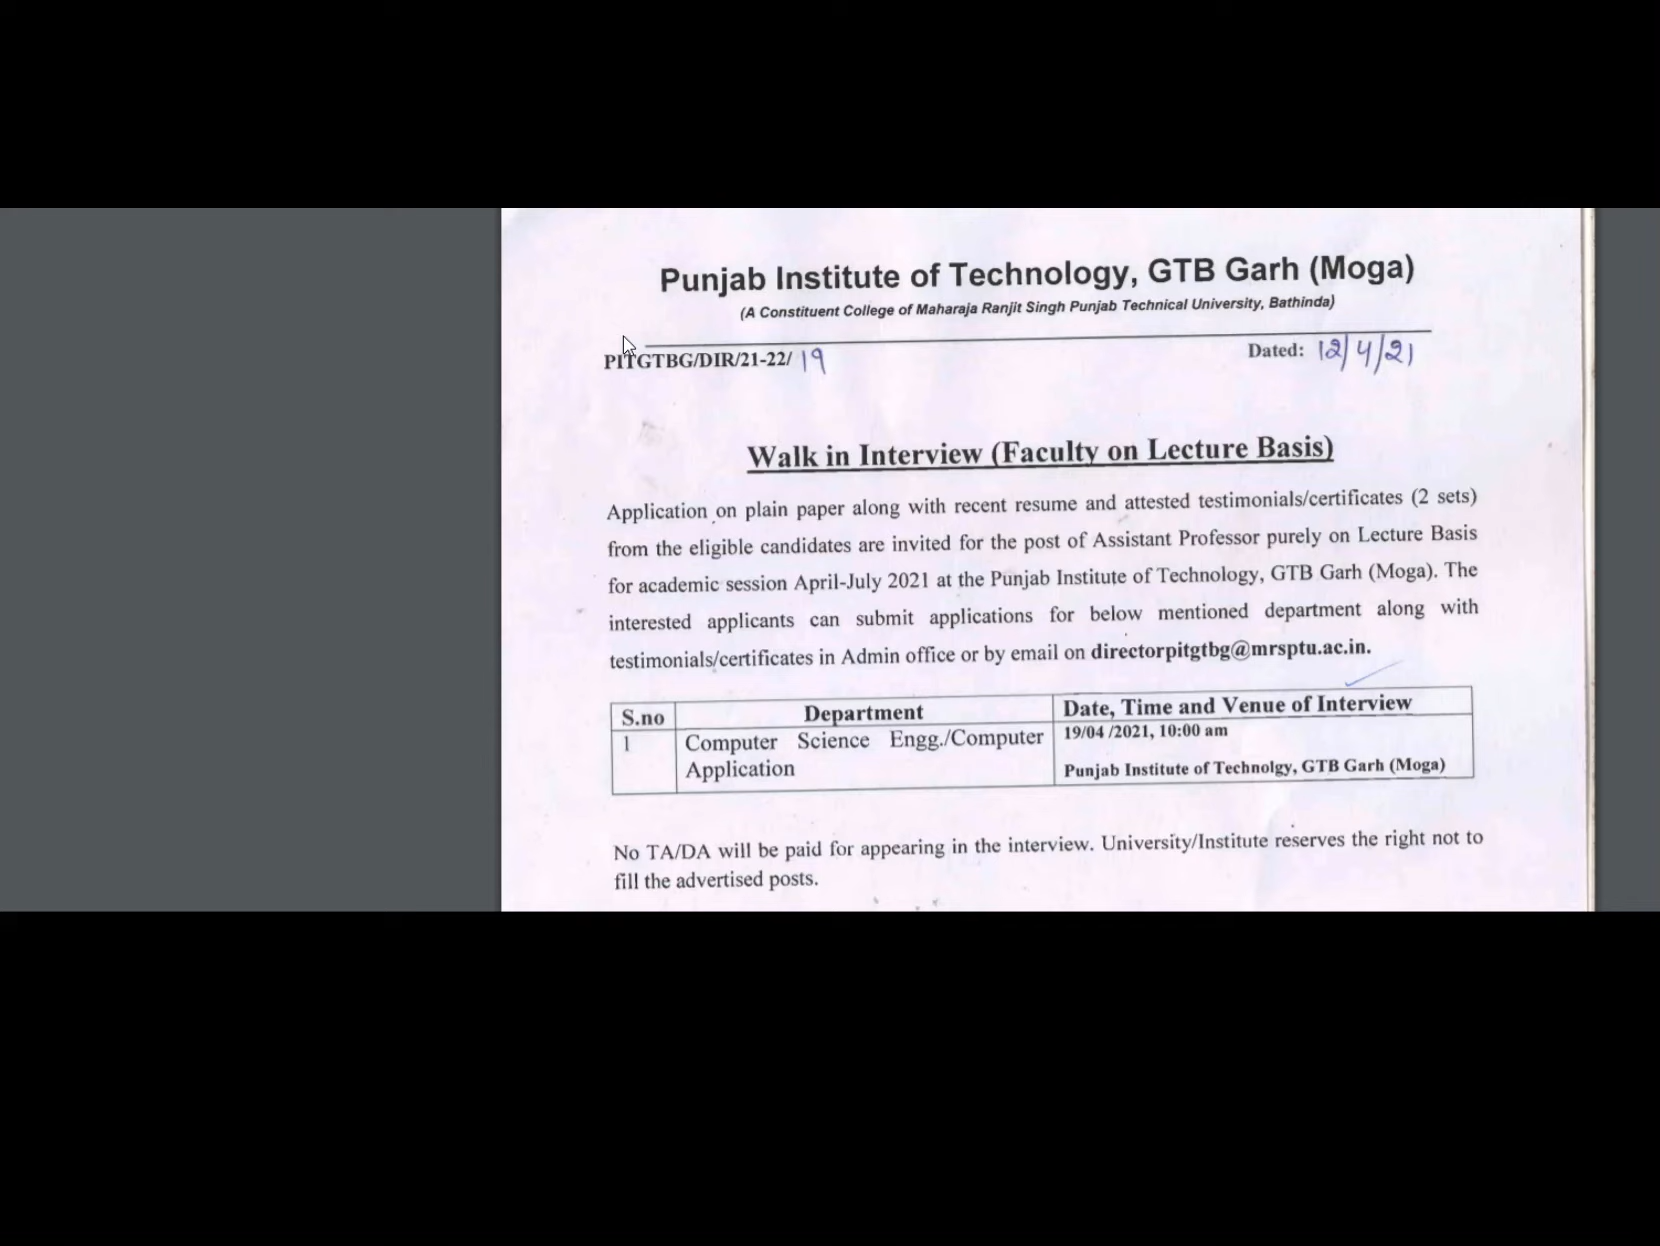 Punjab Institute of Technology, GTB Garh (Moga)
(A Constituent College of Maharaja Ranjit Singh Punjab Technical University, Bathinda)
PITGTBG/DIR/21-22/ 19 Dated: 12/4/21
Walk in Interview (Faculty on Lecture Basis)
Application on plain paper along with recent resume and attested testimonials/certificates (2 sets)
from the eligible candidates are invited for the post of Assistant Professor purely on Lecture Basis
for academic session April-July 2021 at the Punjab Institute of Technology, GTB Garh (Moga). The
interested applicants can submit applications for below mentioned department along with
testimonials/certificates in Admin office or by email on directorpitgtbg@mrsptu.ac.in.
S.no Department Date, Time and Venue of Interview
1 Computer Science Engg./Computer 19/04 /2021, 10:00 am
Application Punjab Institute of Technolgy, GTB Garh (Moga)
No TA/DA will be paid for appearing in the interview. University/Institute reserves the right not to
fill the advertised posts.